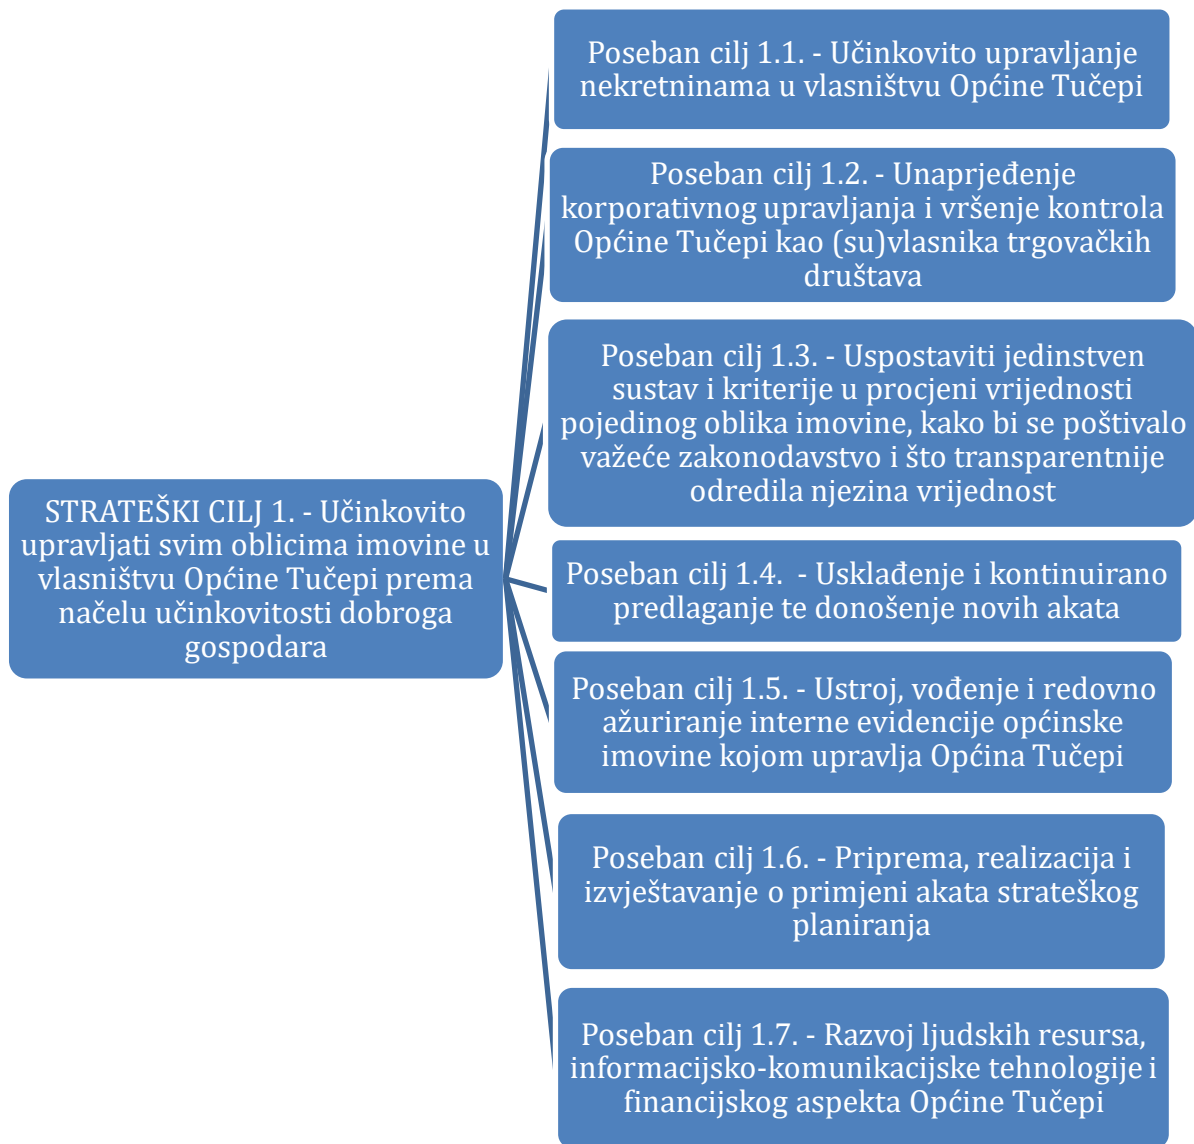 Poseban cilj 1.1. - Učinkovito upravljanje
nekretninama u vlasništvu Općine Tučepi
Poseban cilj 1.2. - Unaprjeđenje
korporativnog upravljanja i vršenje kontrola
Općine Tučepi kao (su)vlasnika trgovačkih
društava
Poseban cilj 1.3. - Uspostaviti jedinstven
sustav i kriterije u procjeni vrijednosti
pojedinog oblika imovine, kako bi se poštivalo
važeće zakonodavstvo i što transparentnije
odredila njezina vrijednost
STRATEŠKI CILJ 1. - Učinkovito
upravljati svim oblicima imovine u
vlasništvu Općine Tučepi prema
načelu učinkovitosti dobroga
gospodara
Poseban cilj 1.4. - Usklađenje i kontinuirano
predlaganje te donošenje novih akata
Poseban cilj 1.5. - Ustroj, vođenje i redovno
ažuriranje interne evidencije općinske
imovine kojom upravlja Općina Tučepi
Poseban cilj 1.6. - Priprema, realizacija i
izvještavanje o primjeni akata strateškog
planiranja
Poseban cilj 1.7. - Razvoj ljudskih resursa,
informacijsko-komunikacijske tehnologije i
financijskog aspekta Općine Tučepi